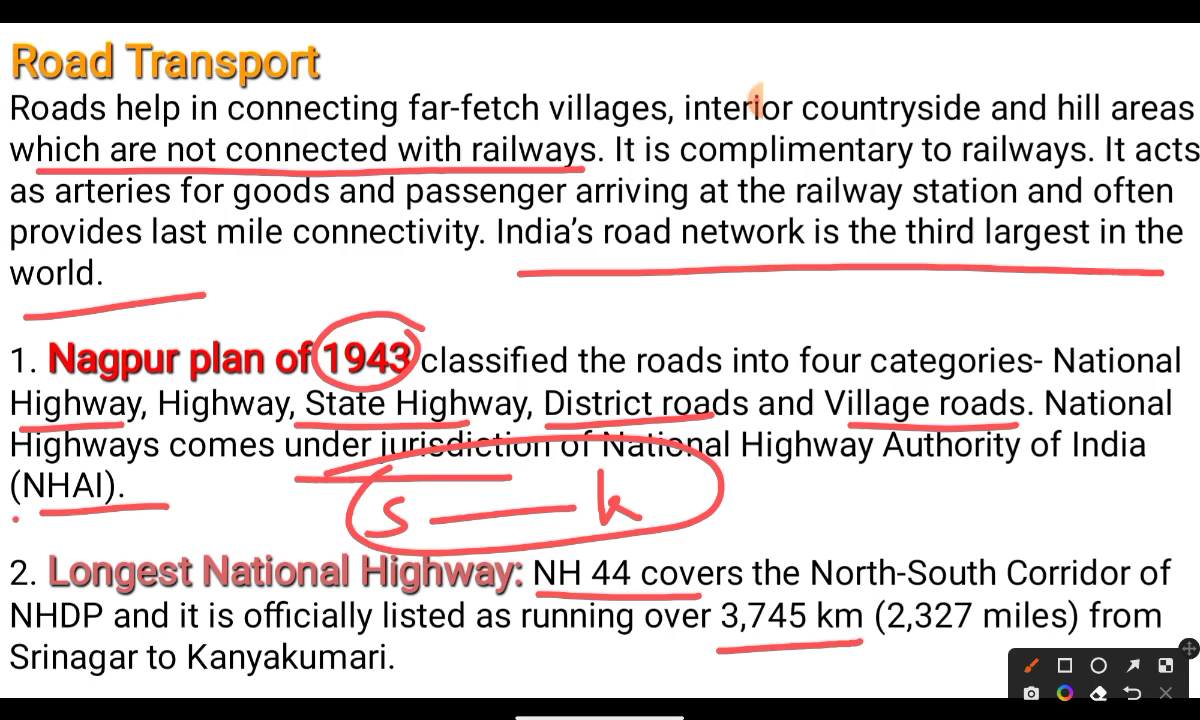 Road Transport
Roads help in connecting far-fetch villages, interior countryside and hill areas
which are not connected with railways. It is complimentary to railways. It acts
as arteries for goods and passenger arriving at the railway station and often
provides last mile connectivity. India's road network is the third largest in the
world.
1. Nagpur plan of 1943 classified the roads into four categories- National
Highway, Highway, State Highway, District roads and Village roads. National
Highways comes under jurisdiction of National Highway Authority of India
(NHAI).
S — k
2. Longest National Highway: NH 44 covers the North-South Corridor of
NHDP and it is officially listed as running over 3,745 km (2,327 miles) from
Srinagar to Kanyakumari.